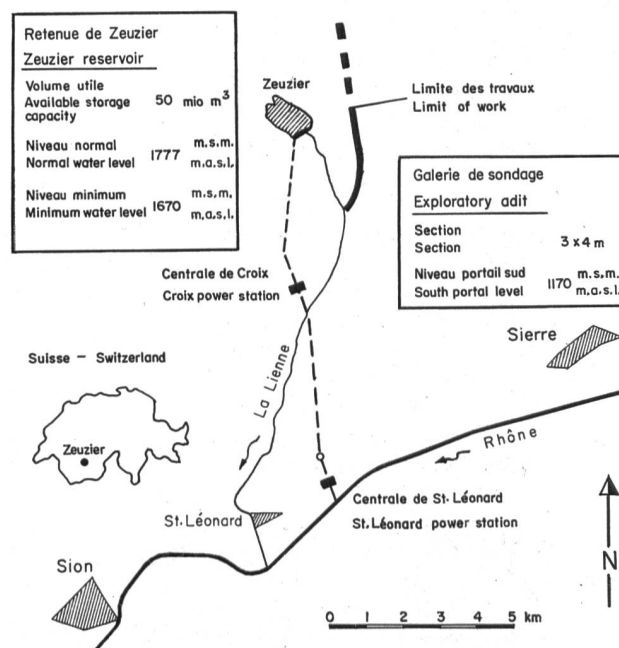 Retenue de Zeuzier
Zeuzier reservoir
Volume utile
Available storage 50 mio m³
capacity
Niveau normal 1777 m.s.m.
Normal water level m.a.s.l.
Niveau minimum 1670 m.s.m.
Minimum water level m.a.s.l.
Zeuzier
Limite des travaux
Limit of work
Galerie de sondage
Exploratory adit
Section
Section 3 x 4 m
Niveau portail sud 1170 m.s.m.
South portal level m.a.s.l.
Centrale de Croix
Croix power station
Sierre
Suisse – Switzerland
Zeuzier
La Lienne
Rhône
Centrale de St. Léonard
St. Léonard power station
St. Léonard
Sion
N
0 1 2 3 4 5 km